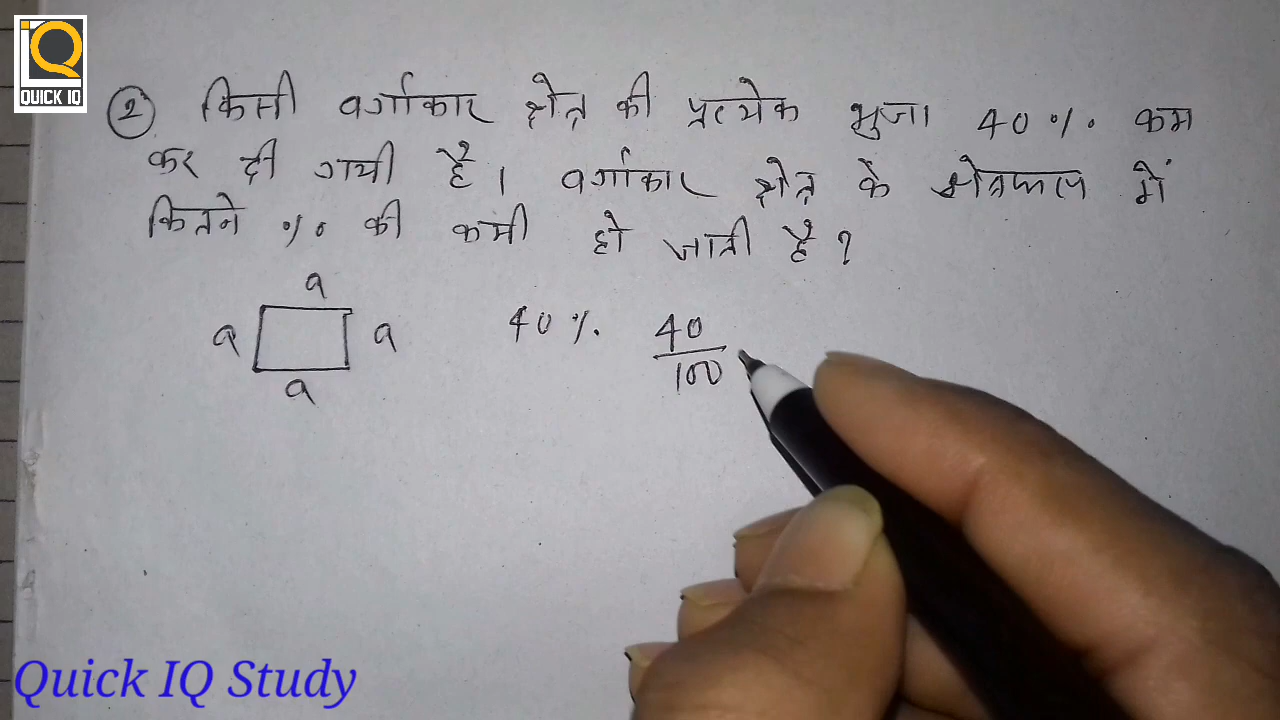 QUICK IQ
② किसी वर्गाकार क्षेत्र की प्रत्येक भुजा 40% कम
कर दी गयी है। वर्गाकार क्षेत्र के क्षेत्रफल में
कितने % की कमी हो जाती है ?
a
a a
a
40% 40/100
Quick IQ Study